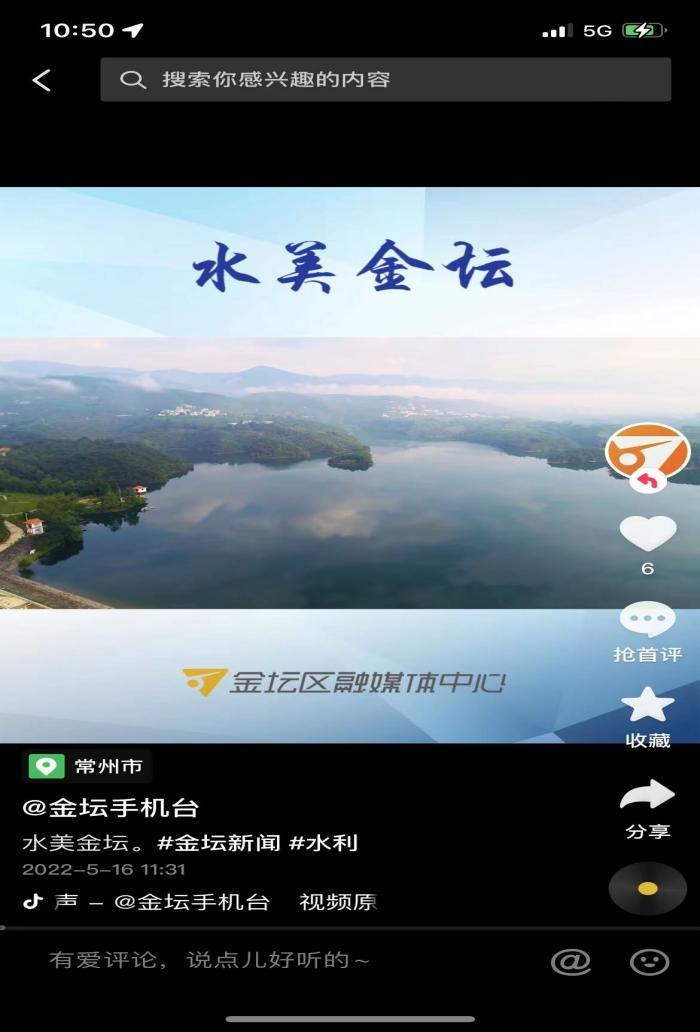 10:50
5G
搜索你感兴趣的内容
水美金坛
6
抢首评
金坛区融媒体中心
收藏
常州市
@金坛手机台
分享
水美金坛。#金坛新闻 #水利
2022-5-16 11:31
声 - @金坛手机台 视频原
有爱评论，说点儿好听的~